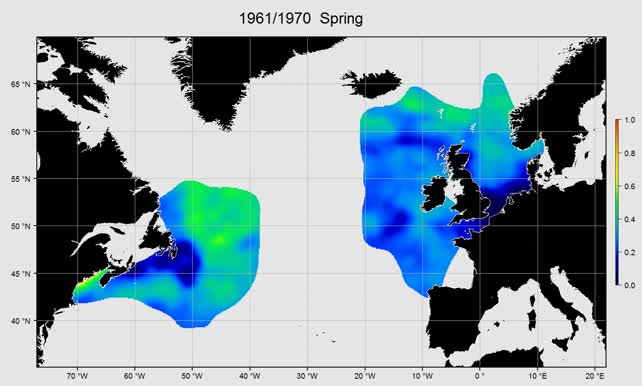 1961/1970 Spring
65 °N
60 °N
55 °N
50 °N
45 °N
40 °N
70 °W
60 °W
50 °W
40 °W
30 °W
20 °W
10 °W
0 °
10 °E
20 °E
1.0
0.8
0.6
0.4
0.2
0.0